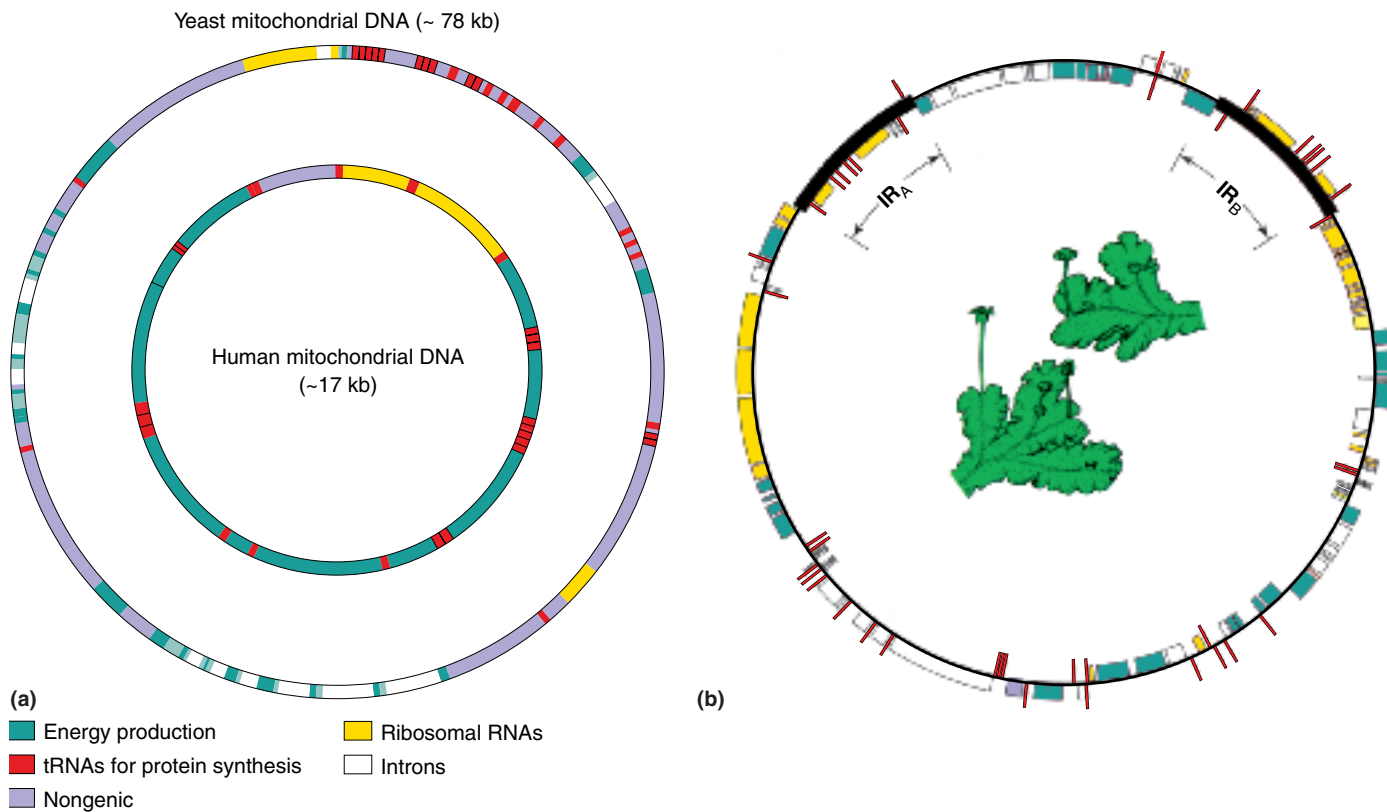 Yeast mitochondrial DNA (~ 78 kb)
Human mitochondrial DNA
(~17 kb)
IRA
IRB
(a)
(b)
Energy production
Ribosomal RNAs
tRNAs for protein synthesis
Introns
Nongenic